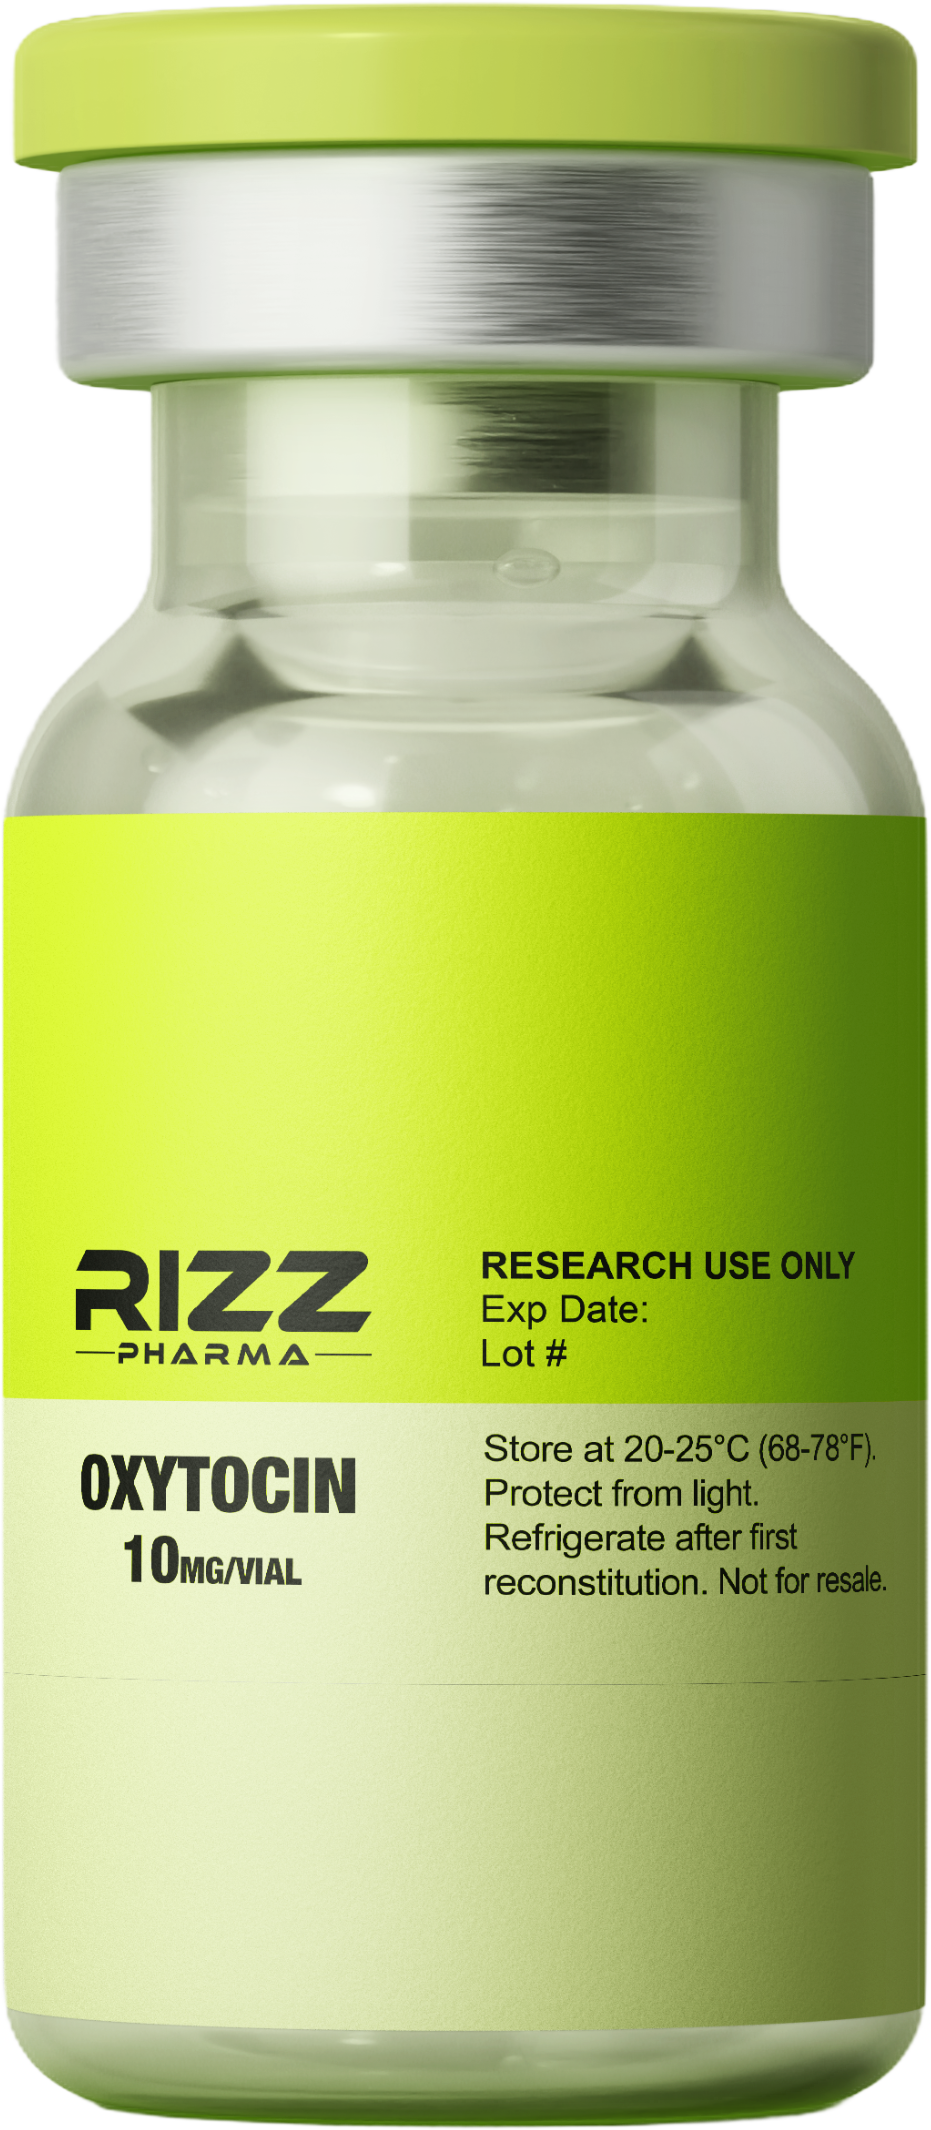 RIZZ
PHARMA
RESEARCH USE ONLY
Exp Date:
Lot #
OXYTOCIN
10MG/VIAL
Store at 20-25°C (68-78°F).
Protect from light.
Refrigerate after first
reconstitution. Not for resale.